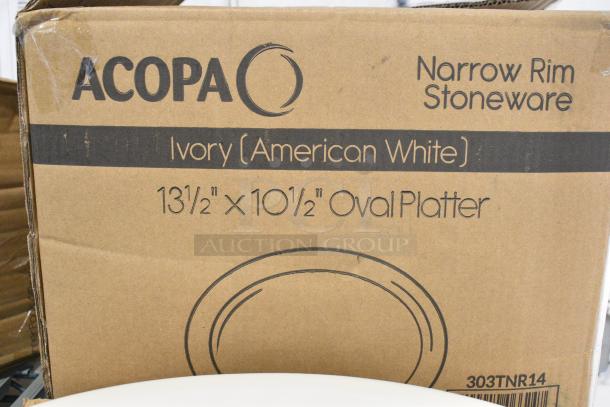 ACOPA
Narrow Rim
Stoneware
Ivory (American White)
13½" x 10½" Oval Platter
AUCTION GROUP
303TNR14